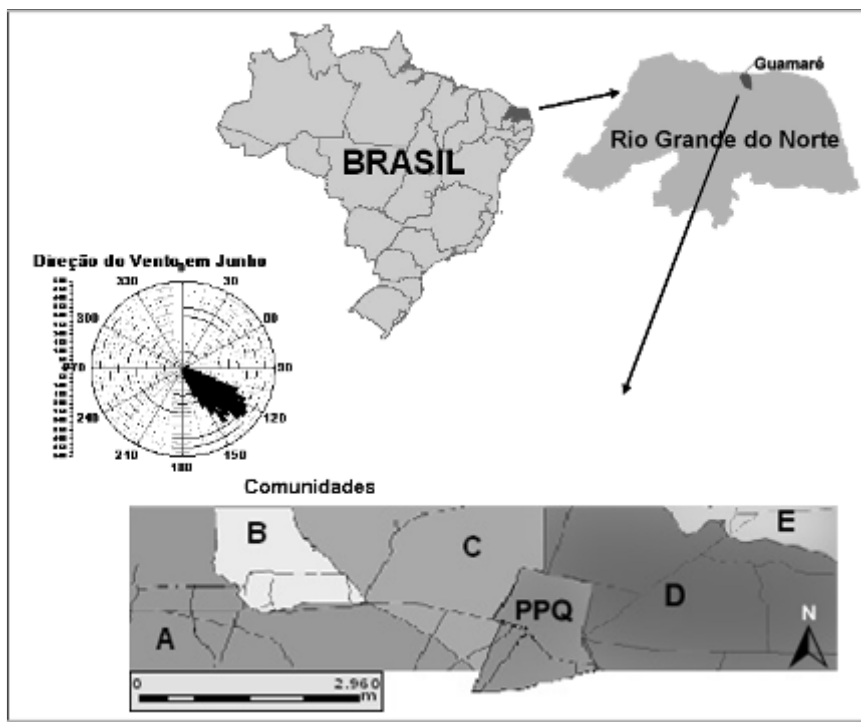 Guamaré
BRASIL
Rio Grande do Norte
Direção do Vento em Junho
0
330 30
300 60
270 90
240 120
210 150
180
Comunidades
B
C
E
PPQ
D
A
N
0 2.960
m